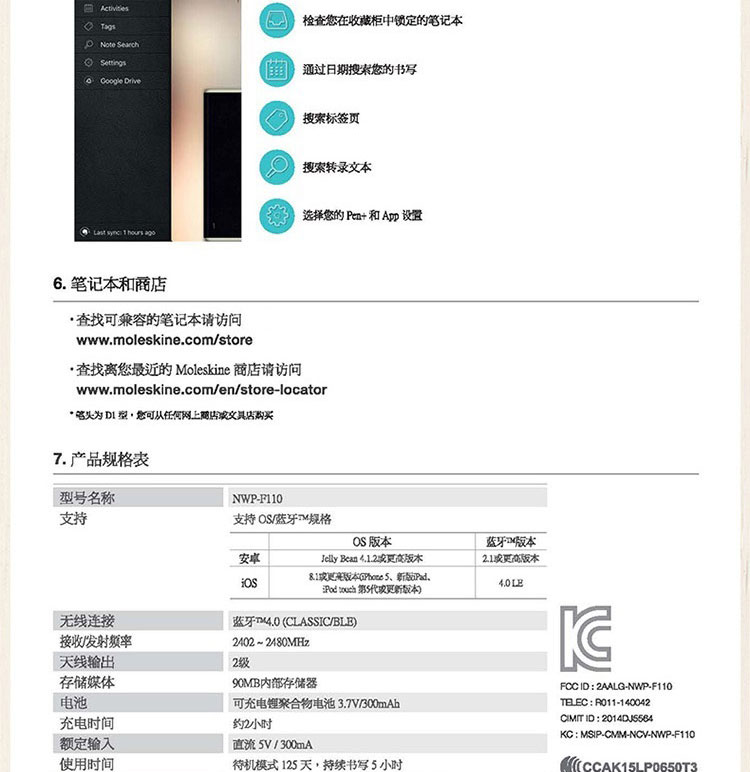 Activities
Tags
Note Search
Settings
Google Drive
Last sync: 1 hours ago
检查您在收藏柜中锁定的笔记本
通过日期搜索您的书写
搜索标签页
搜索转录文本
选择您的 Pen+ 和 App 设置
6. 笔记本和商店
·查找可兼容的笔记本请访问
www.moleskine.com/store
·查找离您最近的 Moleskine 商店请访问
www.moleskine.com/en/store-locator
*笔头为 D1 型，您可从任何网上商店或文具店购买
7. 产品规格表
型号名称 NWP-F110
支持 支持 OS/蓝牙™规格
OS 版本 蓝牙™版本
安卓 Jelly Bean 4.1.2或更高版本 2.1或更高版本
iOS 8.1或更高版本(iPhone 5、新版iPad、 4.0 LE
iPod touch 第5代或更新版本)
无线连接 蓝牙™4.0 (CLASSIC/BLE)
接收/发射频率 2402 ~ 2480MHz
天线输出 2级
存储媒体 90MB内部存储器
电池 可充电锂聚合物电池 3.7V/300mAh
充电时间 约2小时
额定输入 直流 5V / 300mA
使用时间 待机模式 125 天，持续书写 5 小时
KC
FCC ID : 2AALG-NWP-F110
TELEC : R011-140042
CIMIT ID : 2014DJ5564
KC : MSIP-CMM-NCV-NWP-F110
CCAK15LP0650T3